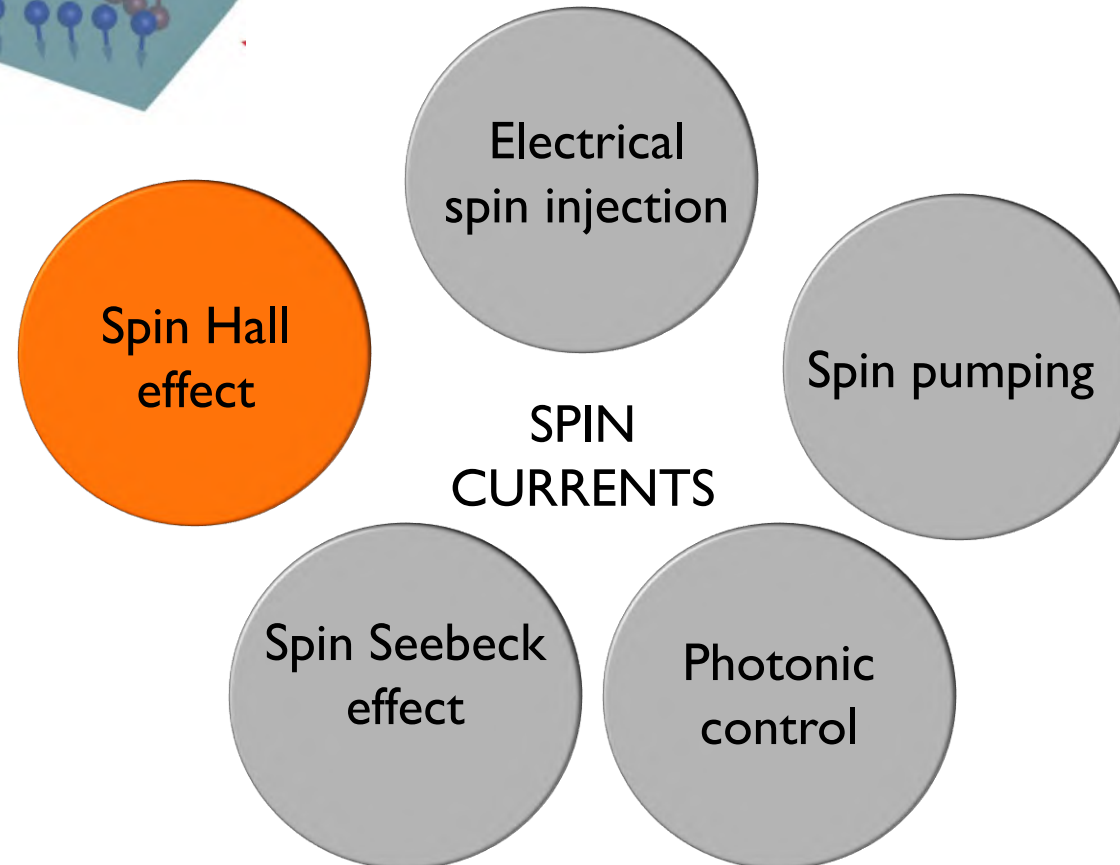 Electrical
spin injection
Spin Hall
effect
Spin pumping
SPIN
CURRENTS
Spin Seebeck
effect
Photonic
control